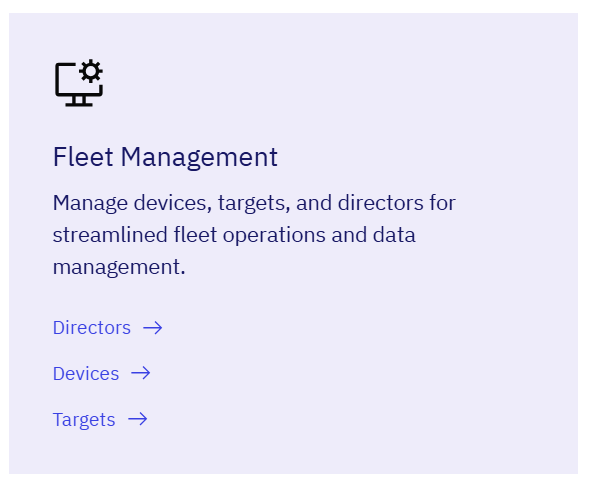 Fleet Management
Manage devices, targets, and directors for
streamlined fleet operations and data
management.
Directors →
Devices →
Targets →